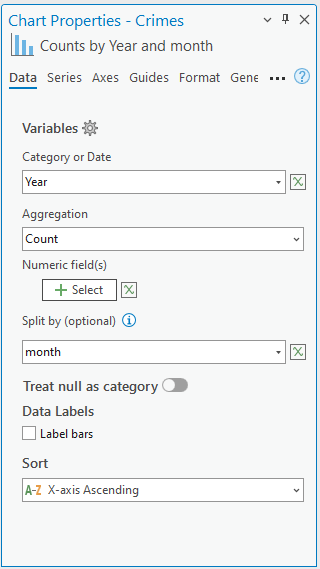 Chart Properties - Crimes
Counts by Year and month
Data Series Axes Guides Format Gene
Variables
Category or Date
Year
Aggregation
Count
Numeric field(s)
Select
Split by (optional)
month
Treat null as category
Data Labels
Label bars
Sort
A-Z X-axis Ascending